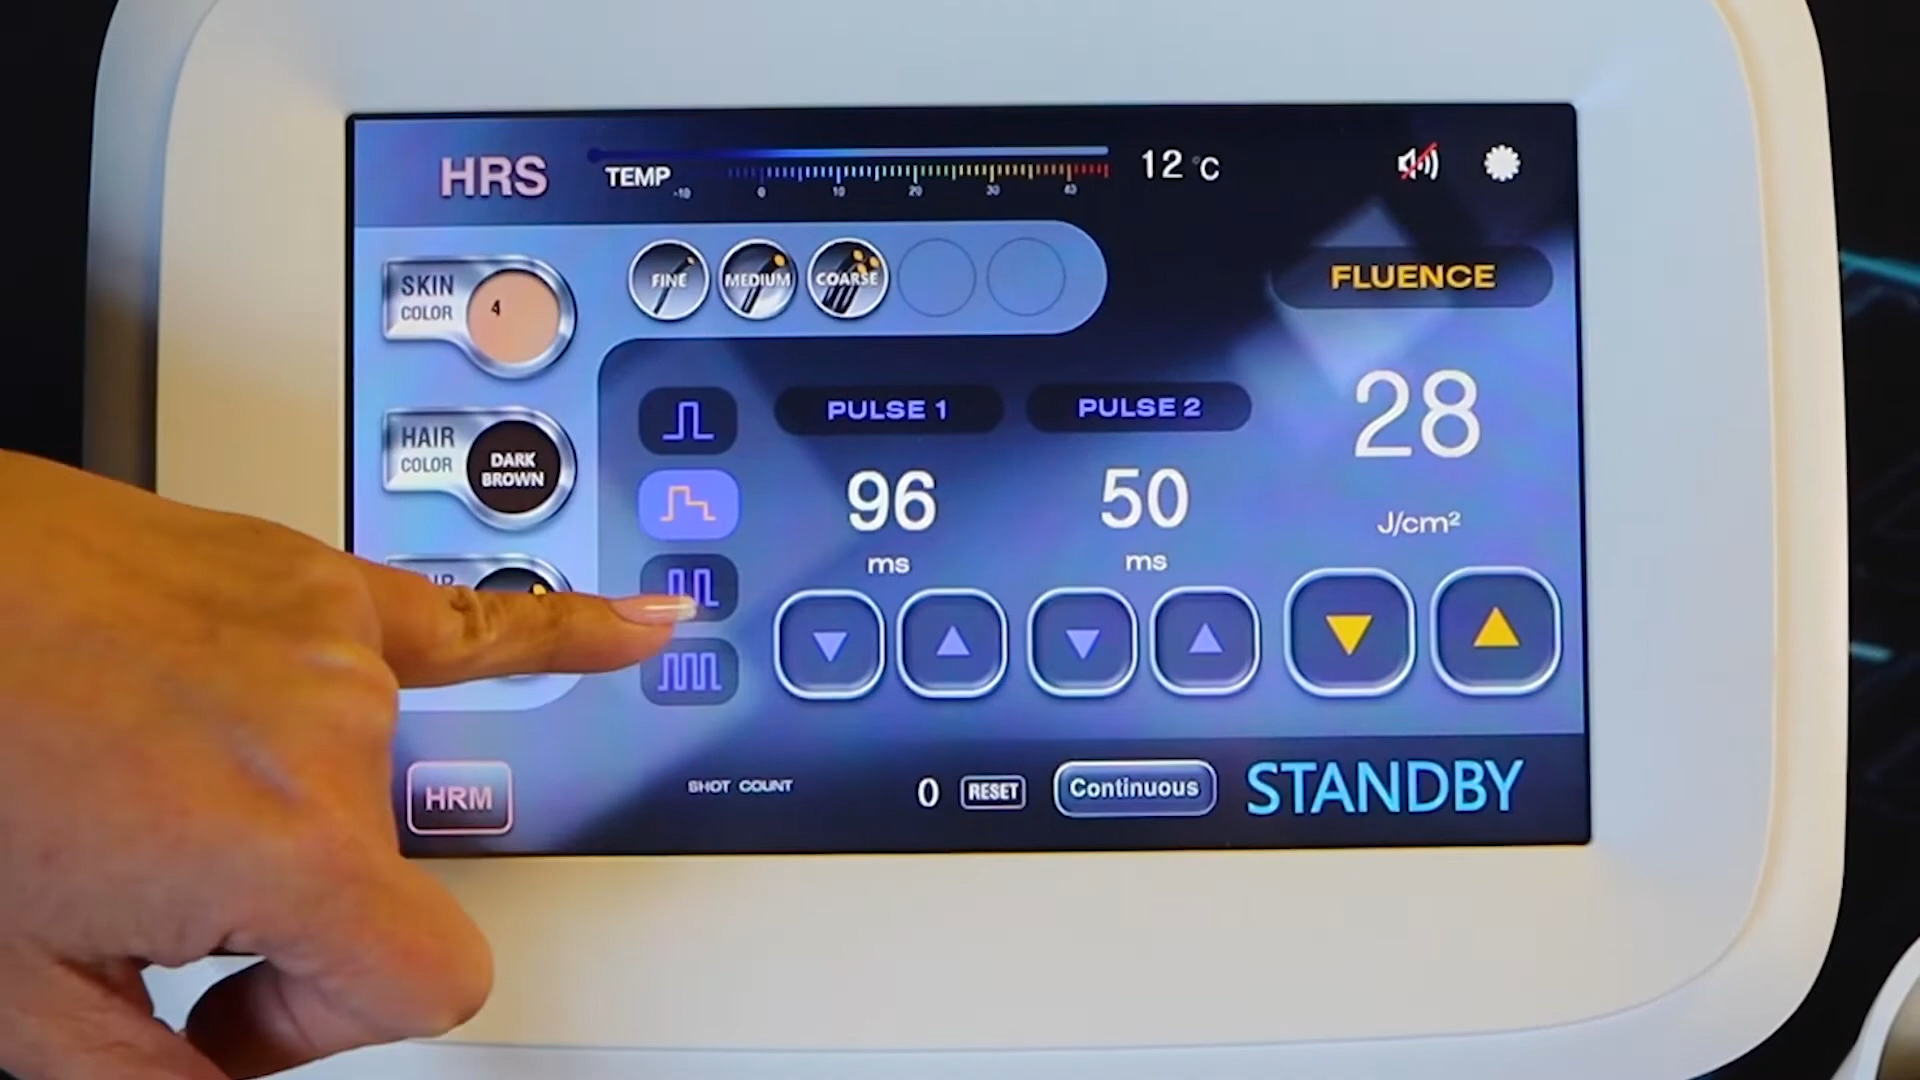 HRS
TEMP
-10 0 10 20 30 40
12 °C
SKIN
COLOR
4
FINE
MEDIUM
COARSE
FLUENCE
HAIR
COLOR
DARK
BROWN
PULSE 1
PULSE 2
96
ms
50
ms
28
J/cm²
HRM
SHOT COUNT
0
RESET
Continuous
STANDBY